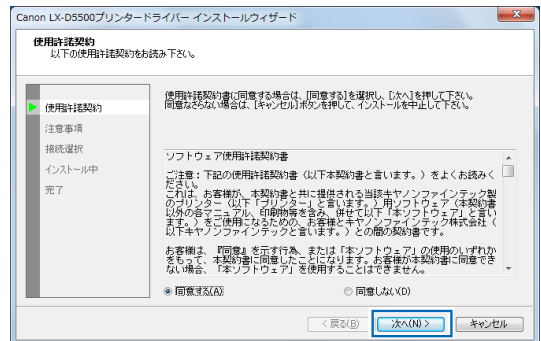 Canon LX-D5500プリンタードライバー インストールウィザード
使用許諾契約
以下の使用許諾契約をお読み下さい。
使用許諾契約
注意事項
接続選択
インストール中
完了
使用許諾契約書に同意する場合は、[同意する]を選択し、[次へ]を押して下さい。
同意なさらない場合は、[キャンセル]ボタンを押して、インストールを中止して下さい。
ソフトウェア使用許諾契約書
ご注意：下記の使用許諾契約書（以下本契約書と言います。）をよくお読みく
ださい。
これは、お客様が、本契約書と共に提供される当該キヤノンファインテック製
のプリンター（以下「プリンター」と言います。）用ソフトウェア（本契約書
以外の各マニュアル、印刷物等を含み、併せて以下「本ソフトウェア」と言い
ます。）をご使用になるための、お客様とキヤノンファインテック株式会社（
以下キヤノンファインテックと言います。）との間の契約書です。
お客様は、『同意』を示す行為、または「本ソフトウェア」の使用のいずれか
をもって、本契約書に同意したことになります。お客様が本契約書に同意でき
ない場合、「本ソフトウェア」を使用することはできません。
同意する(A)
同意しない(D)
< 戻る(B)
次へ(N) >
キャンセル